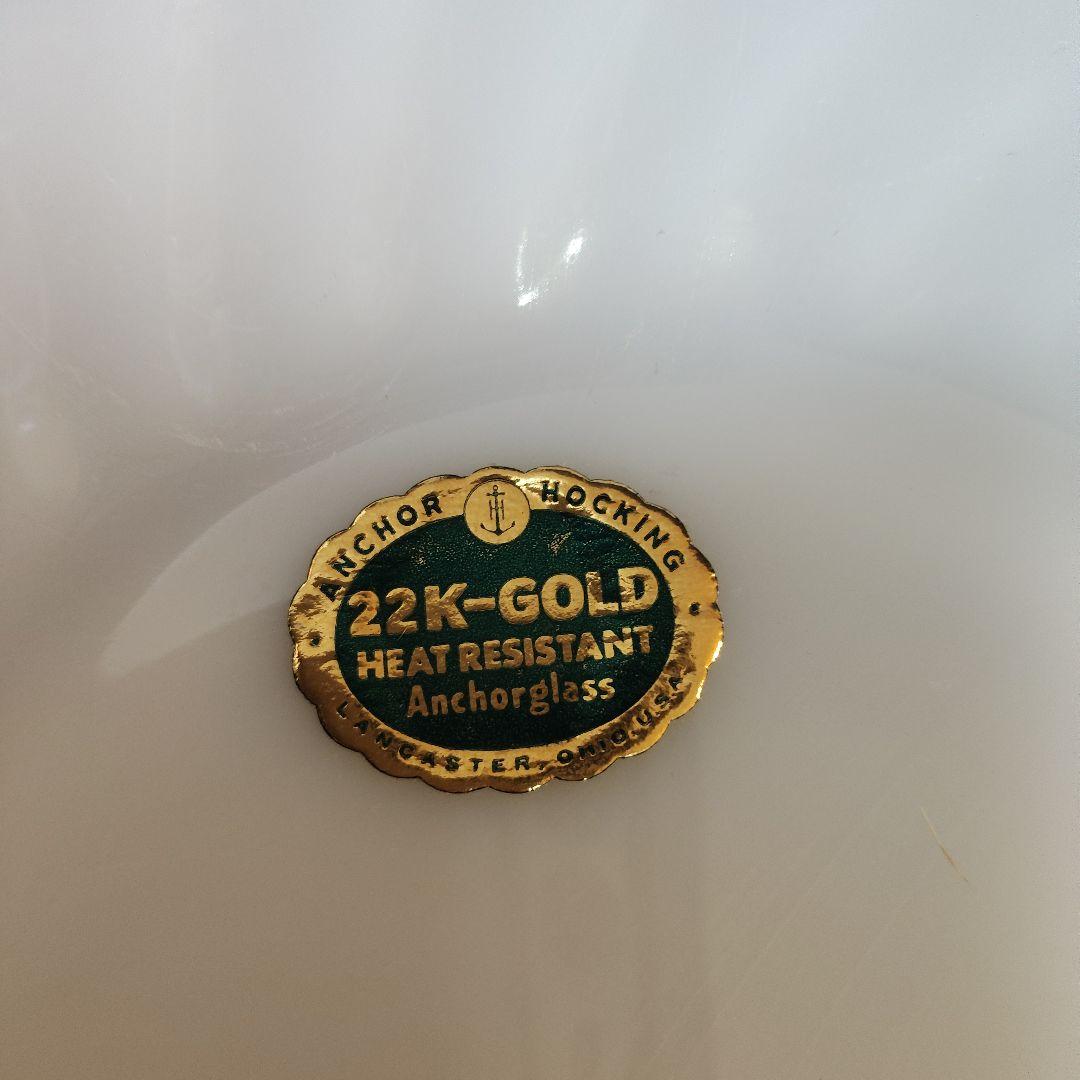 ANCHOR HOCKING
H
22K-GOLD
HEAT RESISTANT
Anchorglass
LANCASTER, OHIO, U.S.A.